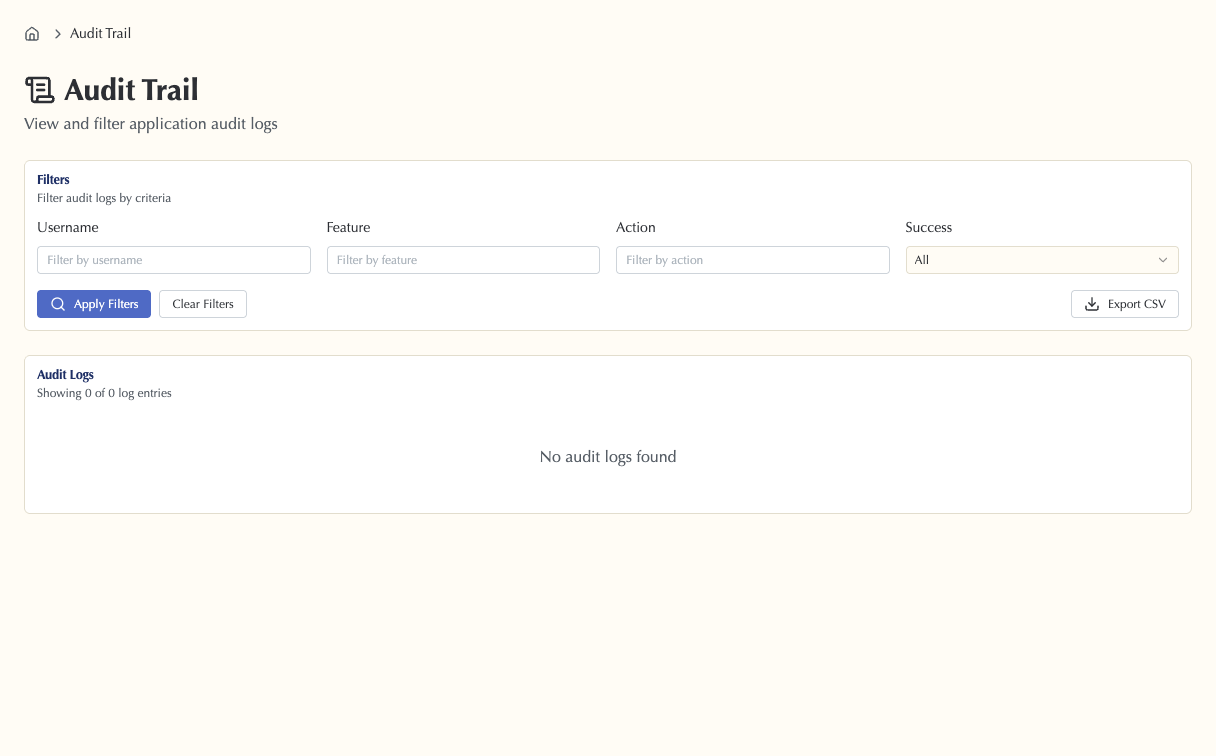 Audit Trail
Audit Trail
View and filter application audit logs
Filters
Filter audit logs by criteria
Username
Feature
Action
Success
Filter by username
Filter by feature
Filter by action
All
Apply Filters
Clear Filters
Export CSV
Audit Logs
Showing 0 of 0 log entries
No audit logs found